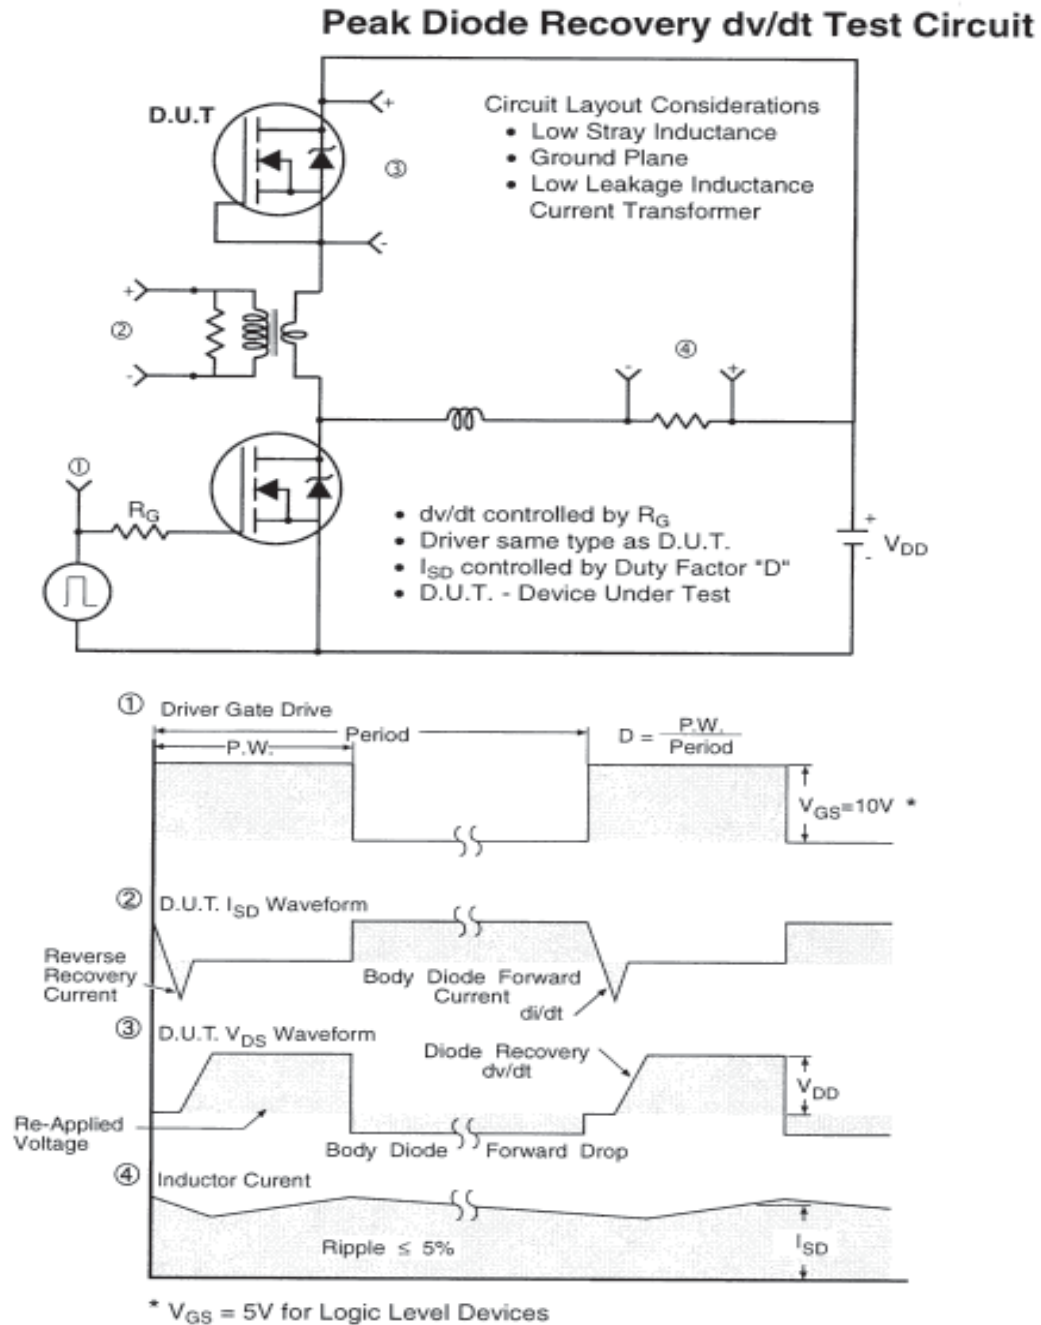 Peak Diode Recovery dv/dt Test Circuit
D.U.T
+
③
-
Circuit Layout Considerations
• Low Stray Inductance
• Ground Plane
• Low Leakage Inductance
Current Transformer
+
②
-
④
- +
①
RG
• dv/dt controlled by RG
• Driver same type as D.U.T.
• ISD controlled by Duty Factor "D"
• D.U.T. - Device Under Test
+
VDD
-
① Driver Gate Drive
Period
P.W.
D = P.W.
Period
VGS=10V *
② D.U.T. ISD Waveform
Reverse
Recovery
Current
Body Diode Forward
Current
di/dt
③ D.U.T. VDS Waveform
Diode Recovery
dv/dt
VDD
Re-Applied
Voltage
Body Diode Forward Drop
④ Inductor Curent
Ripple ≤ 5%
ISD
* VGS = 5V for Logic Level Devices